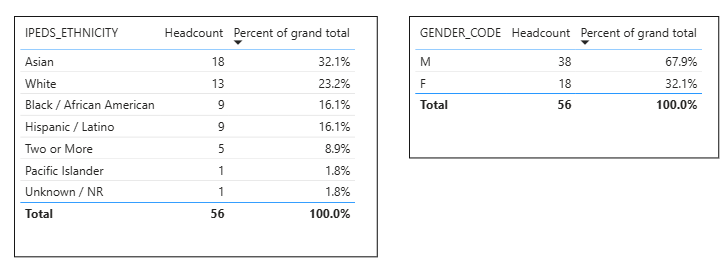 IPEDS_ETHNICITY Headcount Percent of grand total
Asian 18 32.1%
White 13 23.2%
Black / African American 9 16.1%
Hispanic / Latino 9 16.1%
Two or More 5 8.9%
Pacific Islander 1 1.8%
Unknown / NR 1 1.8%
Total 56 100.0%
GENDER_CODE Headcount Percent of grand total
M 38 67.9%
F 18 32.1%
Total 56 100.0%